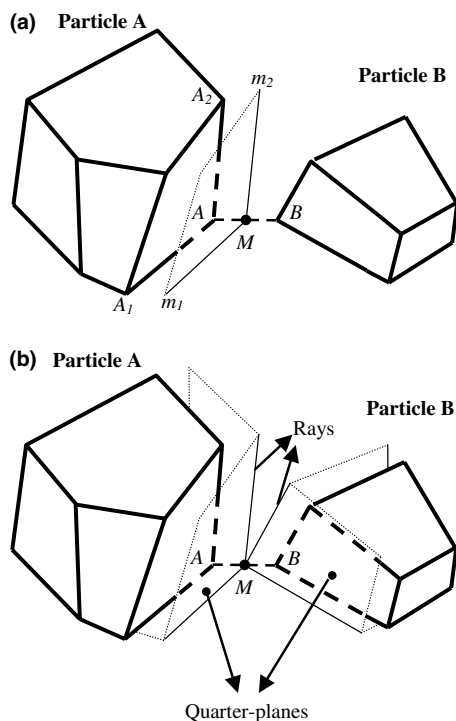 (a)
Particle A
A2
m2
Particle B
A
M
B
A1
m1
(b)
Particle A
Particle B
Rays
A
M
B
Quarter-planes